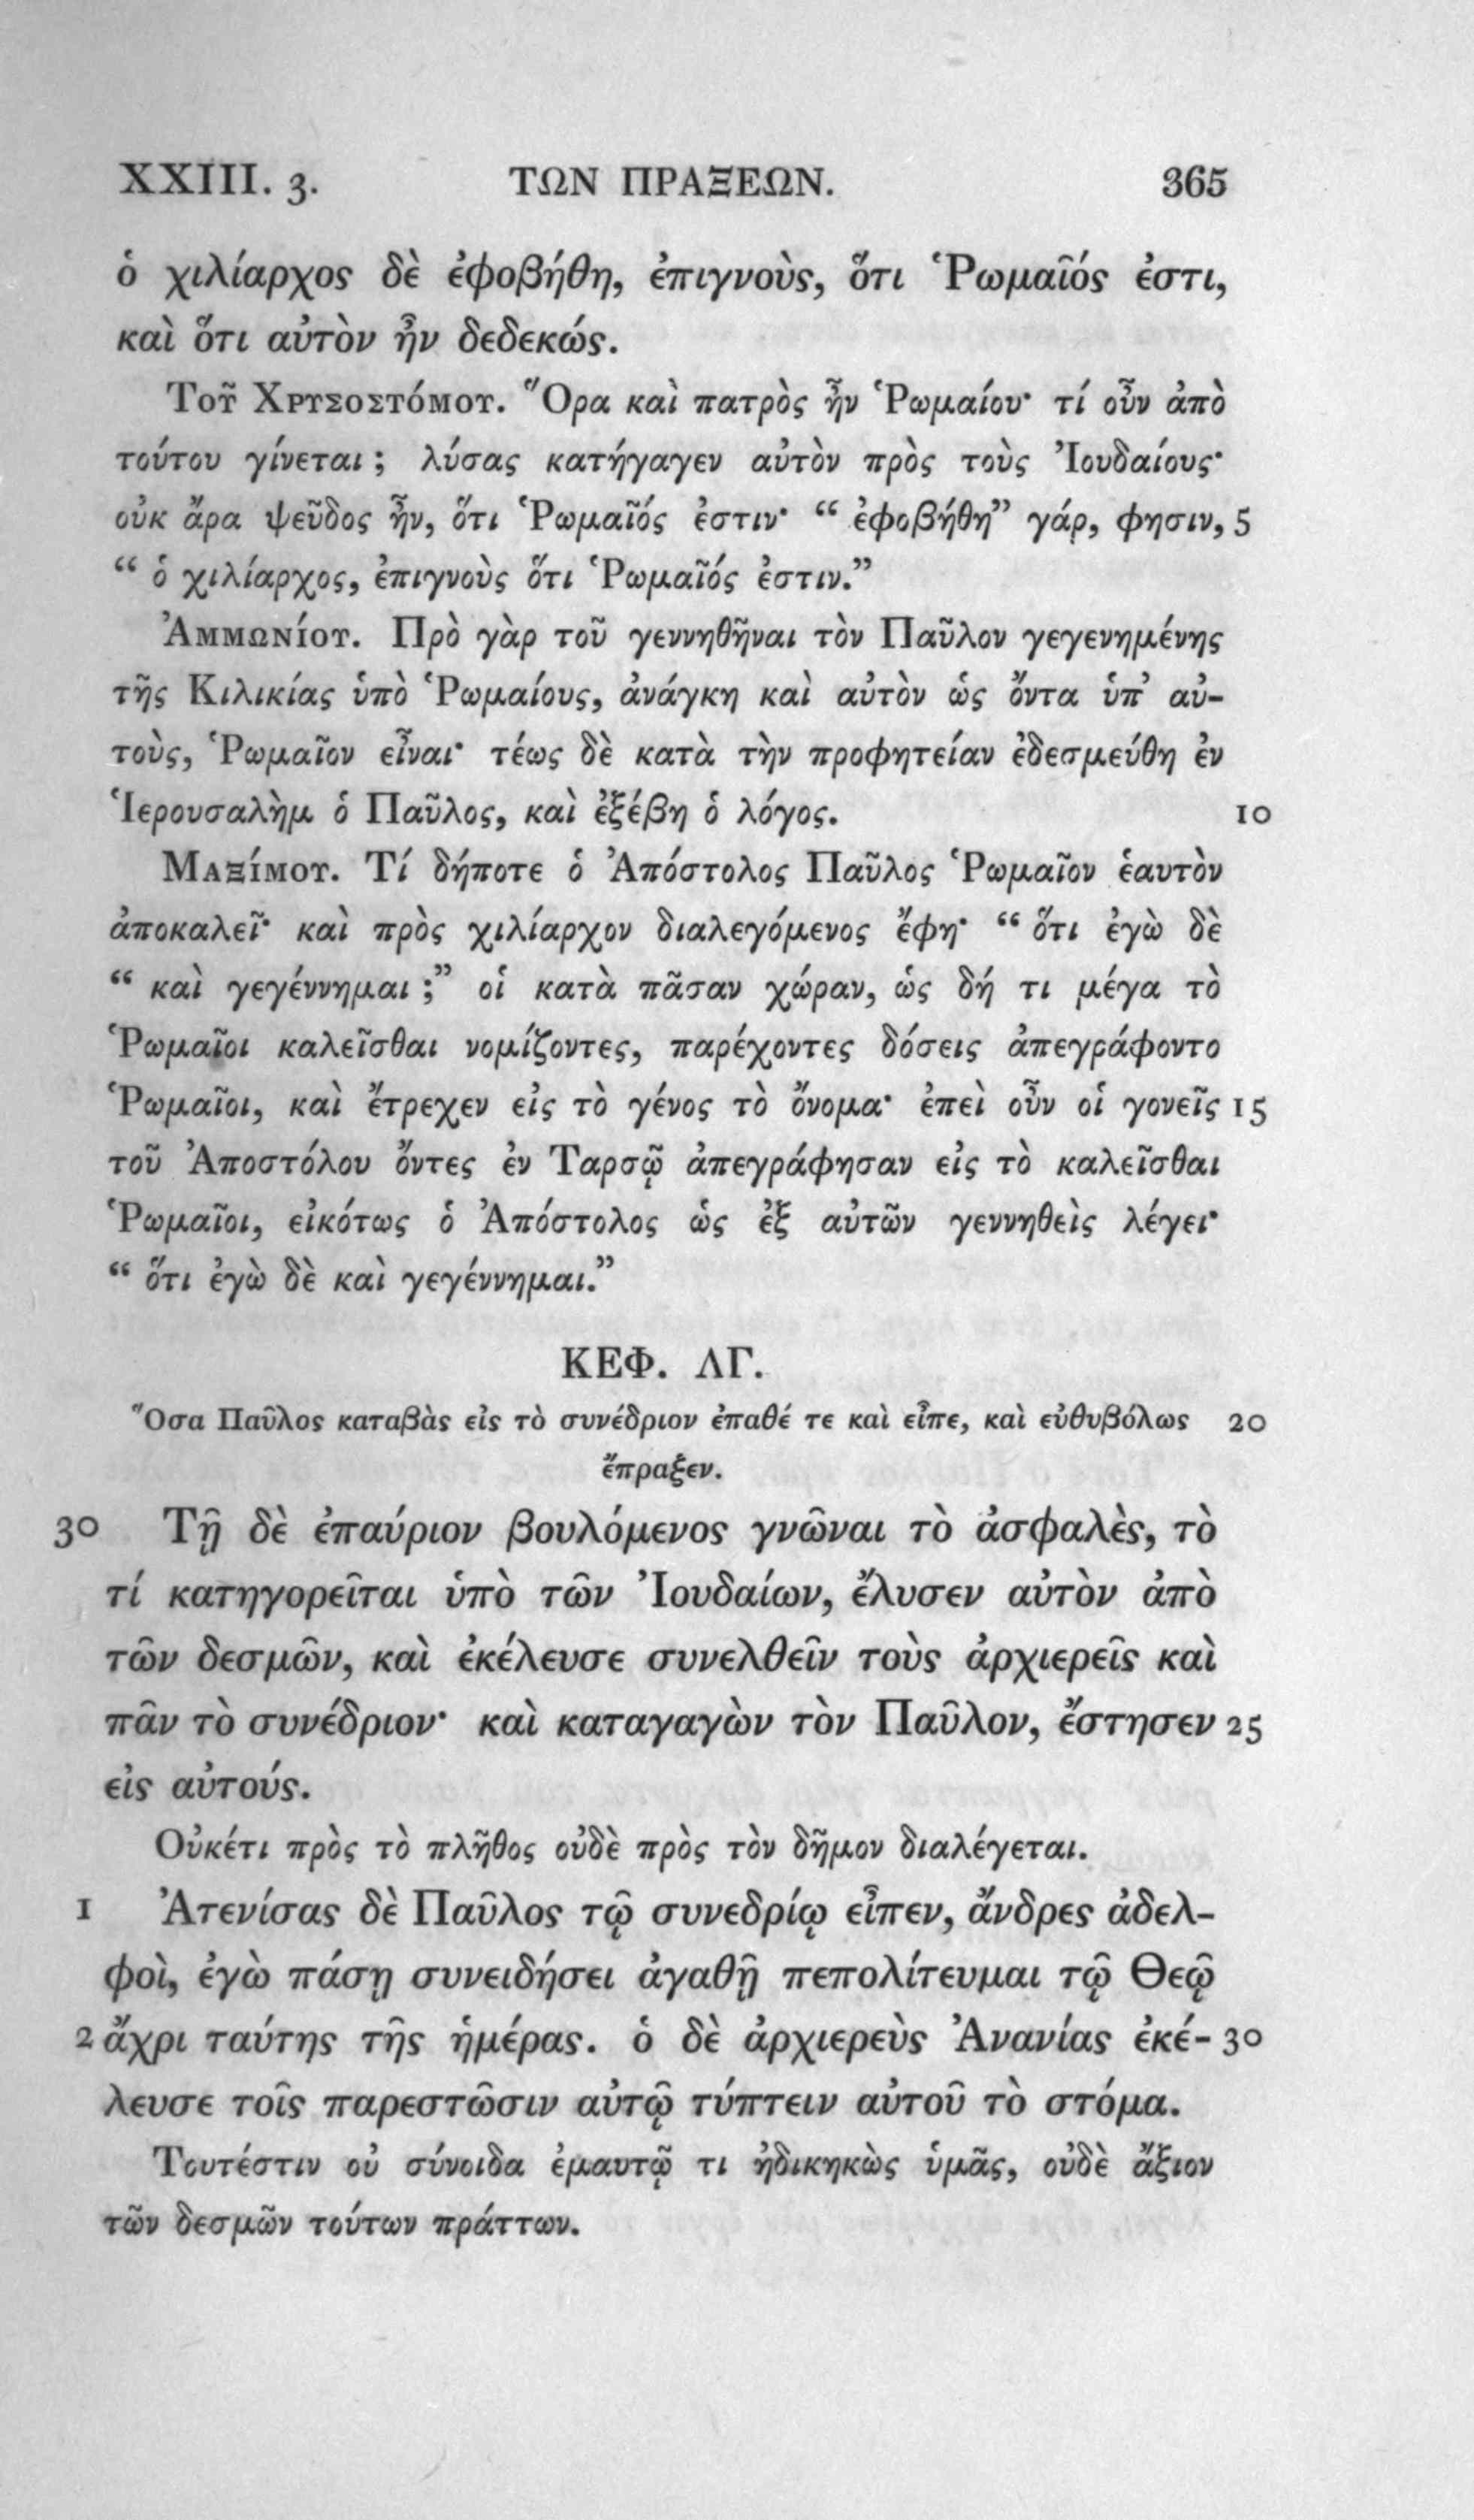 XXIII. 3. ΤΩΝ ΠΡΑΞΕΩΝ. 365
ὁ χιλίαρχος δὲ ἐφοβήθη, ἐπιγνοὺς, ὅτι Ῥωμαῖός ἐστι,
καὶ ὅτι αὐτὸν ἦν δεδεκώς.
Τοῦ Χρυσοστόμου. Ὅρα καὶ πατρὸς ἦν Ῥωμαίου· τί οὖν ἀπὸ
τούτου γίνεται; λύσας κατήγαγεν αὐτὸν πρὸς τοὺς Ἰουδαίους·
οὐκ ἄρα ψεῦδος ἦν, ὅτι Ῥωμαῖός ἐστιν· “ ἐφοβήθη” γάρ, φησιν, 5
“ ὁ χιλίαρχος, ἐπιγνοὺς ὅτι Ῥωμαῖός ἐστιν.”
Ἀμμωνίου. Πρὸ γὰρ τοῦ γεννηθῆναι τὸν Παῦλον γεγενημένης
τῆς Κιλικίας ὑπὸ Ῥωμαίους, ἀνάγκη καὶ αὐτὸν ὡς ὄντα ὑπ’ αὐ-
τοὺς, Ῥωμαῖον εἶναι· τέως δὲ κατὰ τὴν προφητείαν ἐδεσμεύθη ἐν
Ἱερουσαλὴμ ὁ Παῦλος, καὶ ἐξέβη ὁ λόγος. 10
Μαξίμου. Τί δήποτε ὁ Ἀπόστολος Παῦλος Ῥωμαῖον ἑαυτὸν
ἀποκαλεῖ· καὶ πρὸς χιλίαρχον διαλεγόμενος ἔφη· “ ὅτι ἐγὼ δὲ
“ καὶ γεγέννημαι;” οἱ κατὰ πᾶσαν χώραν, ὡς δή τι μέγα τὸ
Ῥωμαῖοι καλεῖσθαι νομίζοντες, παρέχοντες δόσεις ἀπεγράφοντο
Ῥωμαῖοι, καὶ ἔτρεχεν εἰς τὸ γένος τὸ ὄνομα· ἐπεὶ οὖν οἱ γονεῖς 15
τοῦ Ἀποστόλου ὄντες ἐν Ταρσῷ ἀπεγράφησαν εἰς τὸ καλεῖσθαι
Ῥωμαῖοι, εἰκότως ὁ Ἀπόστολος ὡς ἐξ αὐτῶν γεννηθεὶς λέγει·
“ ὅτι ἐγὼ δὲ καὶ γεγέννημαι.”
ΚΕΦ. ΛΓ.
Ὅσα Παῦλος καταβὰς εἰς τὸ συνέδριον ἐπαθέ τε καὶ εἶπε, καὶ εὐθυβόλως 20
ἔπραξεν.
30 Τῇ δὲ ἐπαύριον βουλόμενος γνῶναι τὸ ἀσφαλὲς, τὸ
τί κατηγορεῖται ὑπὸ τῶν Ἰουδαίων, ἔλυσεν αὐτὸν ἀπὸ
τῶν δεσμῶν, καὶ ἐκέλευσε συνελθεῖν τοὺς ἀρχιερεῖς καὶ
πᾶν τὸ συνέδριον· καὶ καταγαγὼν τὸν Παῦλον, ἔστησεν 25
εἰς αὐτούς.
Οὐκέτι πρὸς τὸ πλῆθος οὐδὲ πρὸς τὸν δῆμον διαλέγεται.
1 Ἀτενίσας δὲ Παῦλος τῷ συνεδρίῳ εἶπεν, ἄνδρες ἀδελ-
φοὶ, ἐγὼ πάσῃ συνειδήσει ἀγαθῇ πεπολίτευμαι τῷ Θεῷ
2 ἄχρι ταύτης τῆς ἡμέρας. ὁ δὲ ἀρχιερεὺς Ἀνανίας ἐκέ- 30
λευσε τοῖς παρεστῶσιν αὐτῷ τύπτειν αὐτοῦ τὸ στόμα.
Τουτέστιν οὐ σύνοιδα ἐμαυτῷ τι ἠδικηκὼς ὑμᾶς, οὐδὲ ἄξιον
τῶν δεσμῶν τούτων πράττων.